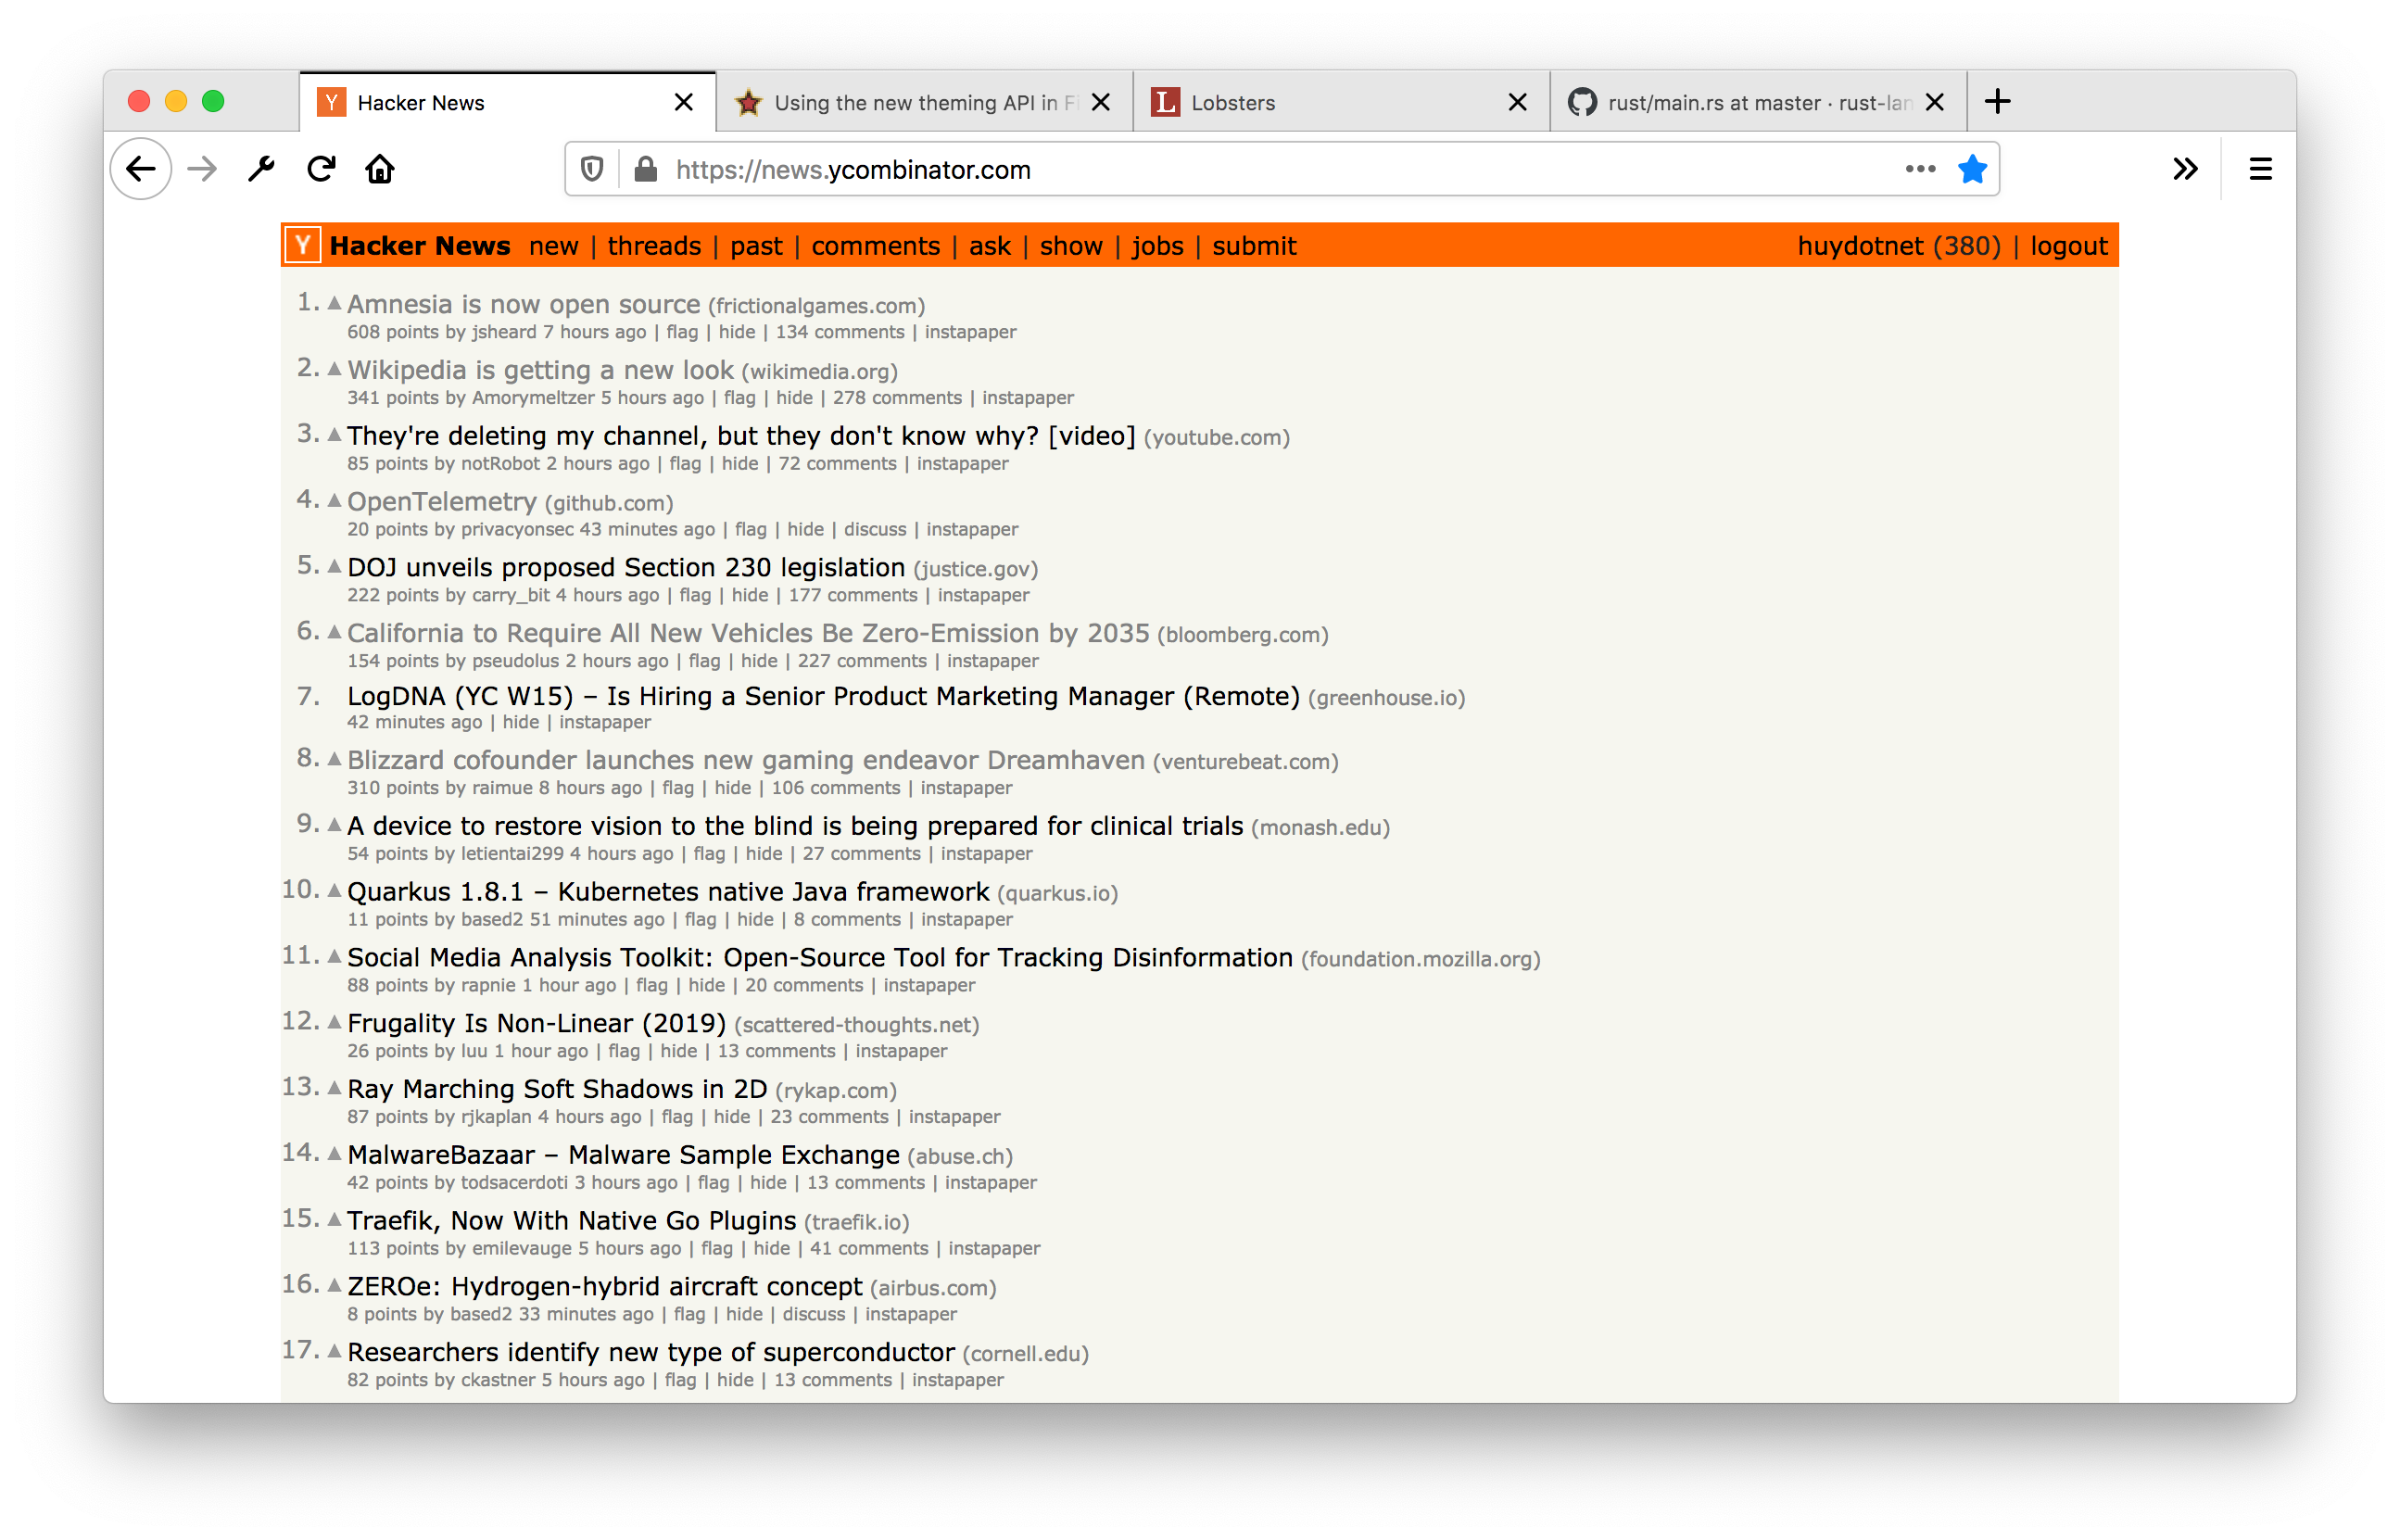 Hacker News
Using the new theming API in Fi
Lobsters
rust/main.rs at master · rust-lan
https://news.ycombinator.com
Y Hacker News new | threads | past | comments | ask | show | jobs | submit huydotnet (380) | logout
1. Amnesia is now open source (frictionalgames.com)
608 points by jsheard 7 hours ago | flag | hide | 134 comments | instapaper
2. Wikipedia is getting a new look (wikimedia.org)
341 points by Amorymeltzer 5 hours ago | flag | hide | 278 comments | instapaper
3. They're deleting my channel, but they don't know why? [video] (youtube.com)
85 points by notRobot 2 hours ago | flag | hide | 72 comments | instapaper
4. OpenTelemetry (github.com)
20 points by privacyonsec 43 minutes ago | flag | hide | discuss | instapaper
5. DOJ unveils proposed Section 230 legislation (justice.gov)
222 points by carry_bit 4 hours ago | flag | hide | 177 comments | instapaper
6. California to Require All New Vehicles Be Zero-Emission by 2035 (bloomberg.com)
154 points by pseudolus 2 hours ago | flag | hide | 227 comments | instapaper
7. LogDNA (YC W15) – Is Hiring a Senior Product Marketing Manager (Remote) (greenhouse.io)
42 minutes ago | hide | instapaper
8. Blizzard cofounder launches new gaming endeavor Dreamhaven (venturebeat.com)
310 points by raimue 8 hours ago | flag | hide | 106 comments | instapaper
9. A device to restore vision to the blind is being prepared for clinical trials (monash.edu)
54 points by letientai299 4 hours ago | flag | hide | 27 comments | instapaper
10. Quarkus 1.8.1 – Kubernetes native Java framework (quarkus.io)
11 points by based2 51 minutes ago | flag | hide | 8 comments | instapaper
11. Social Media Analysis Toolkit: Open-Source Tool for Tracking Disinformation (foundation.mozilla.org)
88 points by rapnie 1 hour ago | flag | hide | 20 comments | instapaper
12. Frugality Is Non-Linear (2019) (scattered-thoughts.net)
26 points by luu 1 hour ago | flag | hide | 13 comments | instapaper
13. Ray Marching Soft Shadows in 2D (rykap.com)
87 points by rjkaplan 4 hours ago | flag | hide | 23 comments | instapaper
14. MalwareBazaar – Malware Sample Exchange (abuse.ch)
42 points by todsacerdoti 3 hours ago | flag | hide | 13 comments | instapaper
15. Traefik, Now With Native Go Plugins (traefik.io)
113 points by emilevauge 5 hours ago | flag | hide | 41 comments | instapaper
16. ZEROe: Hydrogen-hybrid aircraft concept (airbus.com)
8 points by based2 33 minutes ago | flag | hide | discuss | instapaper
17. Researchers identify new type of superconductor (cornell.edu)
82 points by ckastner 5 hours ago | flag | hide | 13 comments | instapaper